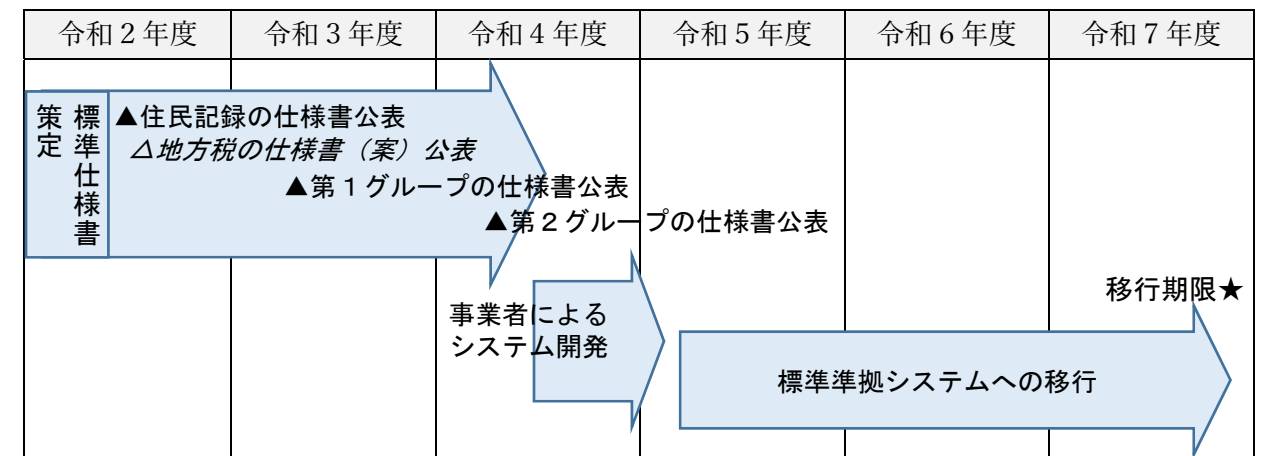 令和２年度
令和３年度
令和４年度
令和５年度
令和６年度
令和７年度
標準仕様書
策定
▲住民記録の仕様書公表
△地方税の仕様書（案）公表
▲第１グループの仕様書公表
▲第２グループの仕様書公表
事業者による
システム開発
移行期限★
標準準拠システムへの移行